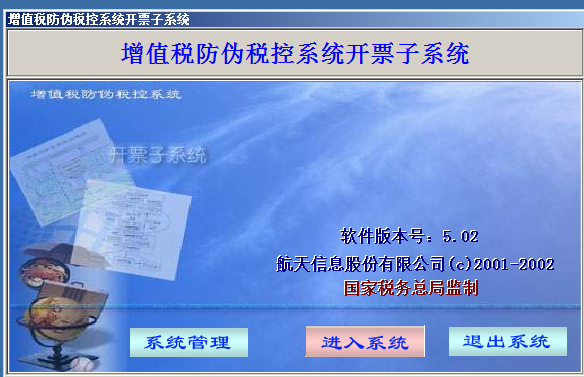 增值税防伪税控系统开票子系统
增值税防伪税控系统开票子系统
增值税防伪税控系统
开票子系统
软件版本号：5.02
航天信息股份有限公司(c)2001-2002
国家税务总局监制
系统管理 进入系统 退出系统